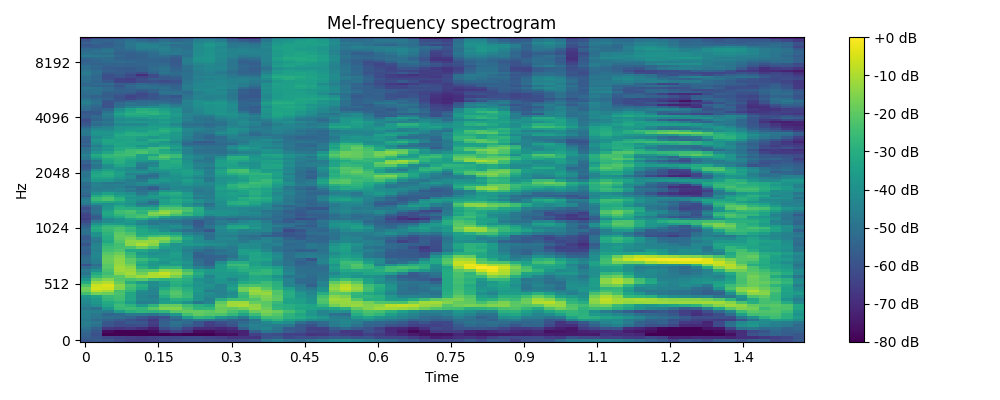 Mel-frequency spectrogram
+0 dB
8192
-10 dB
4096
-20 dB
-30 dB
Hz
2048
-40 dB
1024
-50 dB
-60 dB
512
-70 dB
0
-80 dB
0 0.15 0.3 0.45 0.6 0.75 0.9 1.1 1.2 1.4
Time